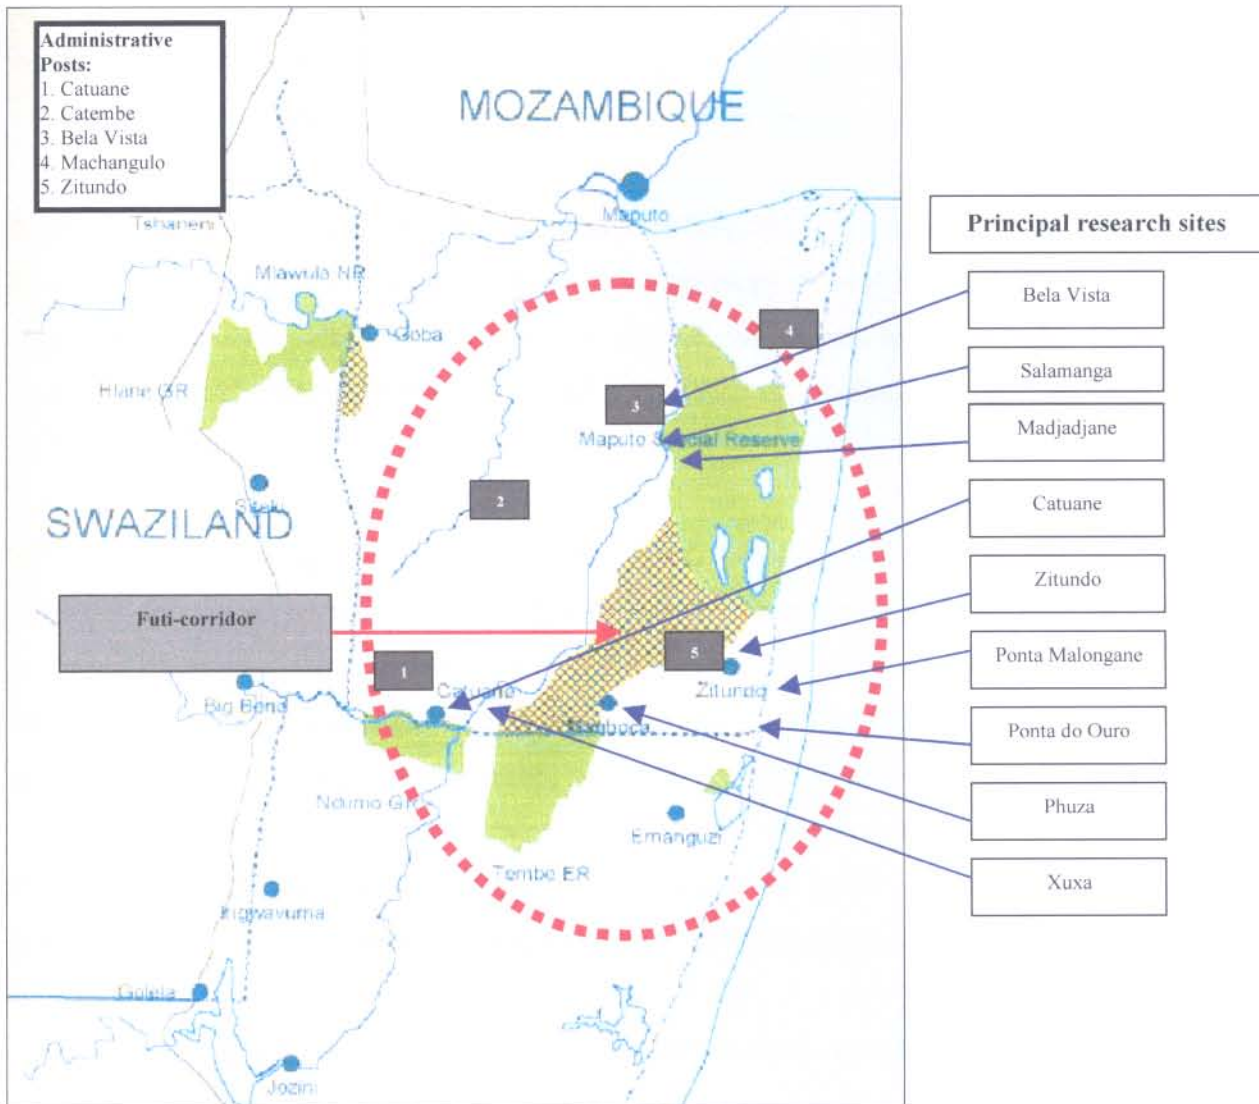 Administrative
Posts:
1. Catuane
2. Catembe
3. Bela Vista
4. Machangulo
5. Zitundo
MOZAMBIQUE
Maputo
Tshaneni
Mlawula NR
Goba
Hlane GR
SWAZILAND
Maputo Special Reserve
1
2
3
4
5
Futi-corridor
Big Bend
Catuane
Zitundo
Ndumo GR
Emanguzi
Tembe ER
Ingwavuma
Golela
Jozini
Principal research sites
Bela Vista
Salamanga
Madjadjane
Catuane
Zitundo
Ponta Malongane
Ponta do Ouro
Phuza
Xuxa